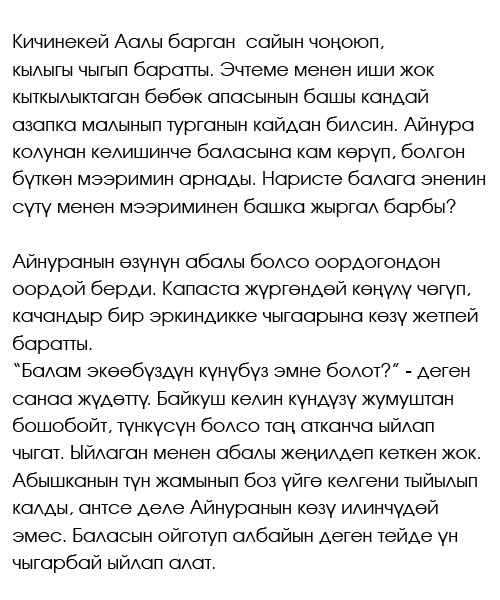 Кичинекей Аалы барган сайын чоңоюп,
кылыгы чыгып баратты. Эчтеме менен иши жок
кыткылыктаган бөбөк апасынын башы кандай
азапка малынып турганын кайдан билсин. Айнура
колунан келишинче баласына кам көрүп, болгон
бүткөн мээримин арнады. Наристе балага эненин
сүтү менен мээриминен башка жыргал барбы?

Айнуранын өзүнүн абалы болсо оордогондон
оордой берди. Капаста жүргөндөй көңүлү чөгүп,
качандыр бир эркиндикке чыгаарына көзү жетпей
баратты.
“Балам экөөбүздүн күнүбүз эмне болот?” - деген
санаа жүдөттү. Байкуш келин күндүзү жумуштан
бошобойт, түнкүсүн болсо таң атканча ыйлап
чыгат. Ыйлаган менен абалы жеңилдеп кеткен жок.
Абышканын түн жамынып боз үйгө келгени тыйылып
калды, антсе деле Айнуранын көзү илинчүдөй
эмес. Баласын ойготуп албайын деген тейде үн
чыгарбай ыйлап алат.